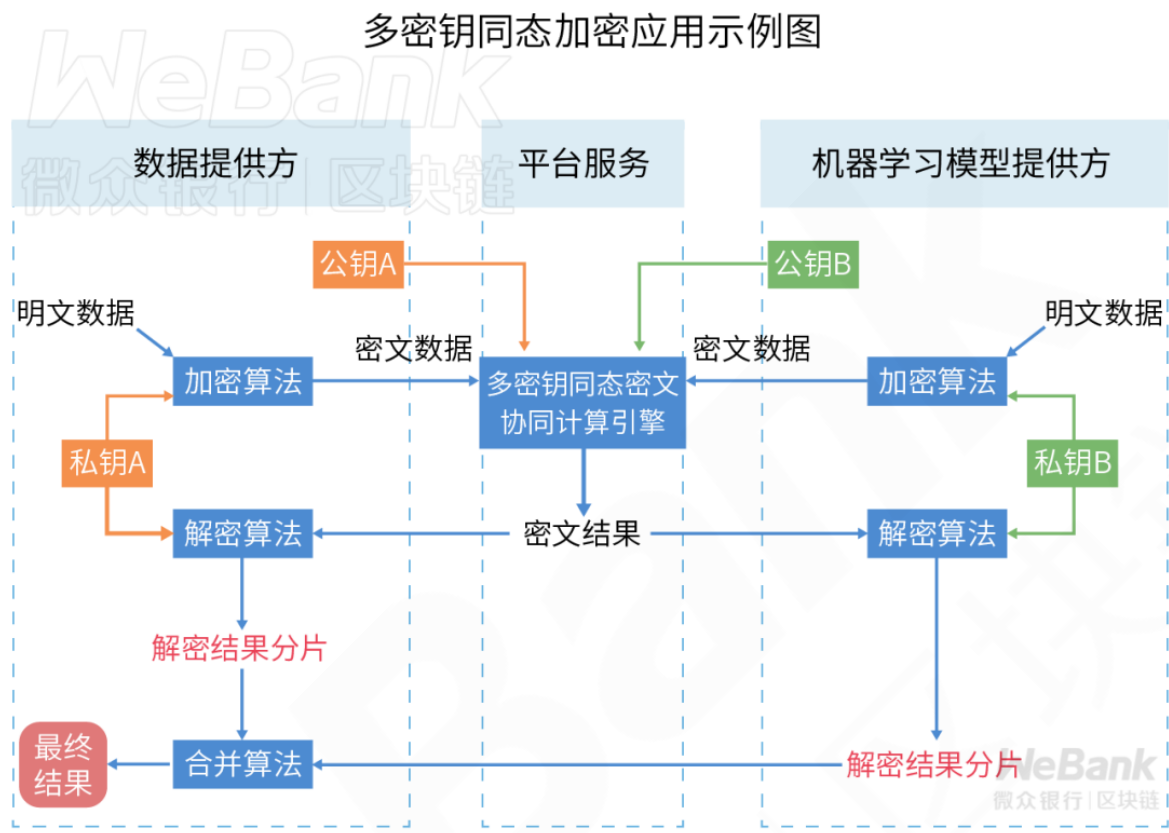 多密钥同态加密应用示例图
WeBank
微众银行|区块链
数据提供方
平台服务
机器学习模型提供方
公钥A
公钥B
明文数据
明文数据
密文数据
密文数据
加密算法
多密钥同态密文
协同计算引擎
加密算法
私钥A
私钥B
解密算法
密文结果
解密算法
解密结果分片
最终
结果
合并算法
解密结果分片
WeBank
微众银行|区块链
Bank